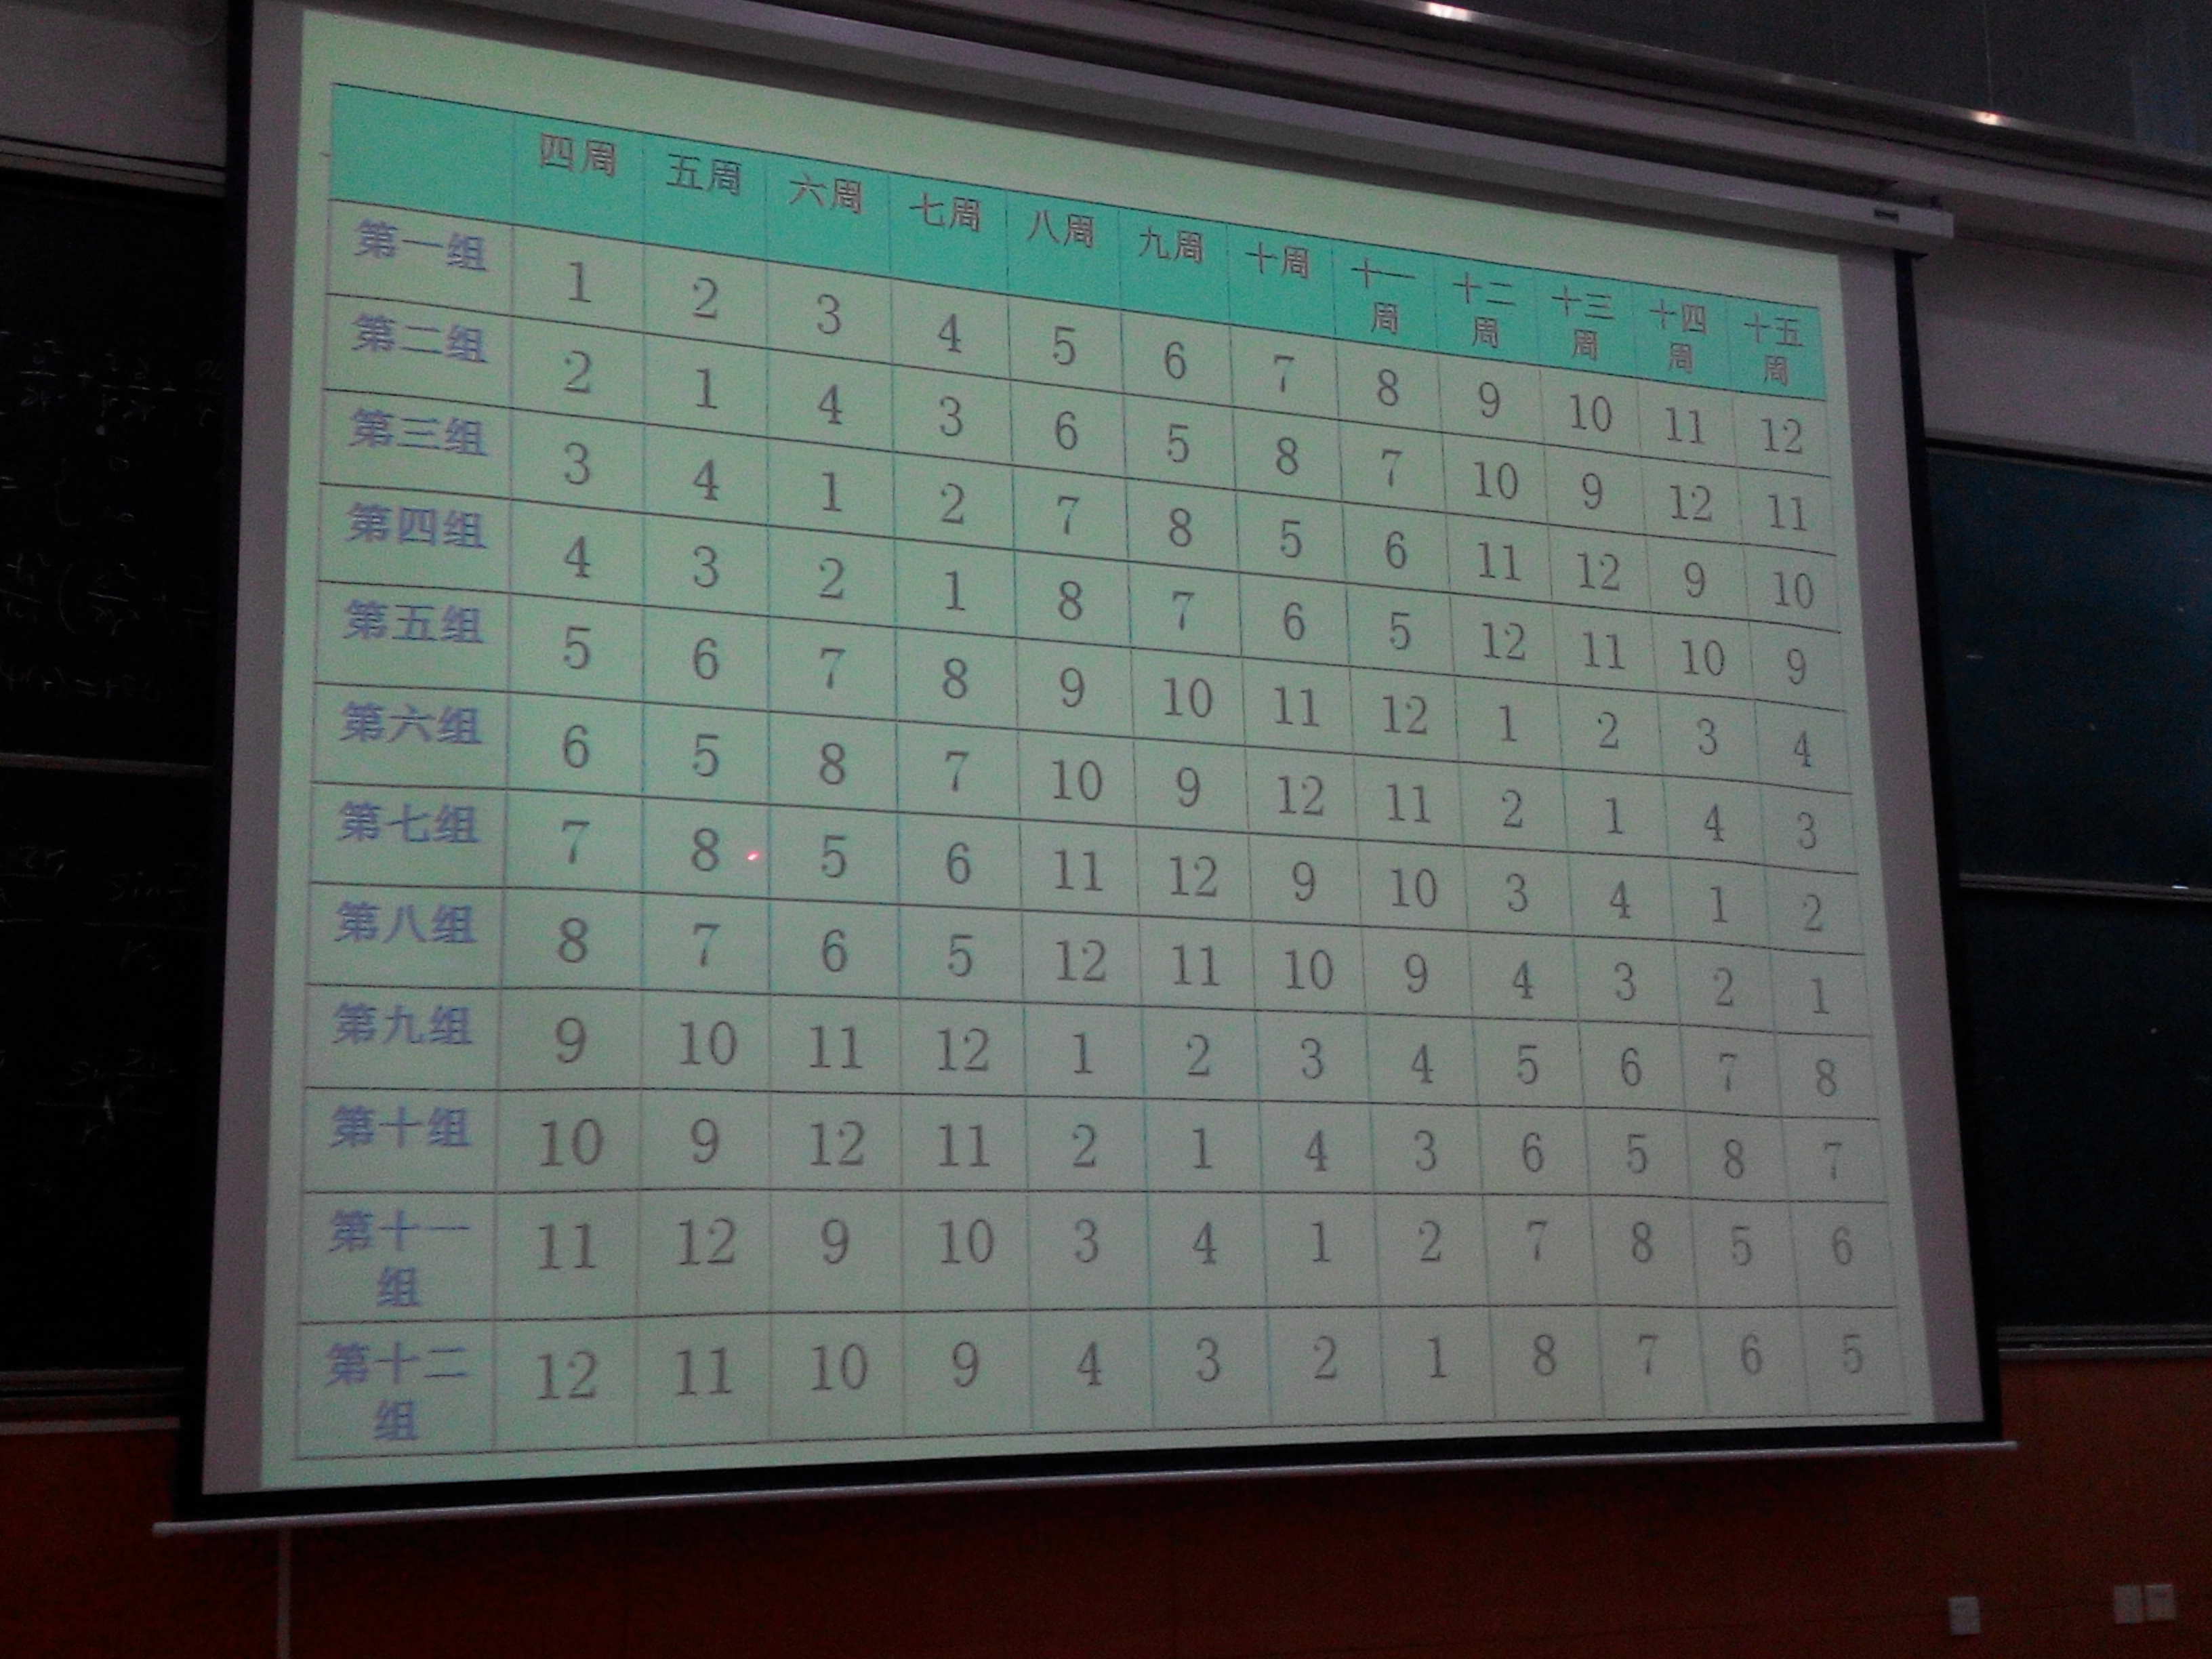 四周 五周 六周 七周 八周 九周 十周 十一周 十二周 十三周 十四周 十五周
第一组 1 2 3 4 5 6 7 8 9 10 11 12
第二组 2 1 4 3 6 5 8 7 10 9 12 11
第三组 3 4 1 2 7 8 5 6 11 12 9 10
第四组 4 3 2 1 8 7 6 5 12 11 10 9
第五组 5 6 7 8 9 10 11 12 1 2 3 4
第六组 6 5 8 7 10 9 12 11 2 1 4 3
第七组 7 8 5 6 11 12 9 10 3 4 1 2
第八组 8 7 6 5 12 11 10 9 4 3 2 1
第九组 9 10 11 12 1 2 3 4 5 6 7 8
第十组 10 9 12 11 2 1 4 3 6 5 8 7
第十一组 11 12 9 10 3 4 1 2 7 8 5 6
第十二组 12 11 10 9 4 3 2 1 8 7 6 5